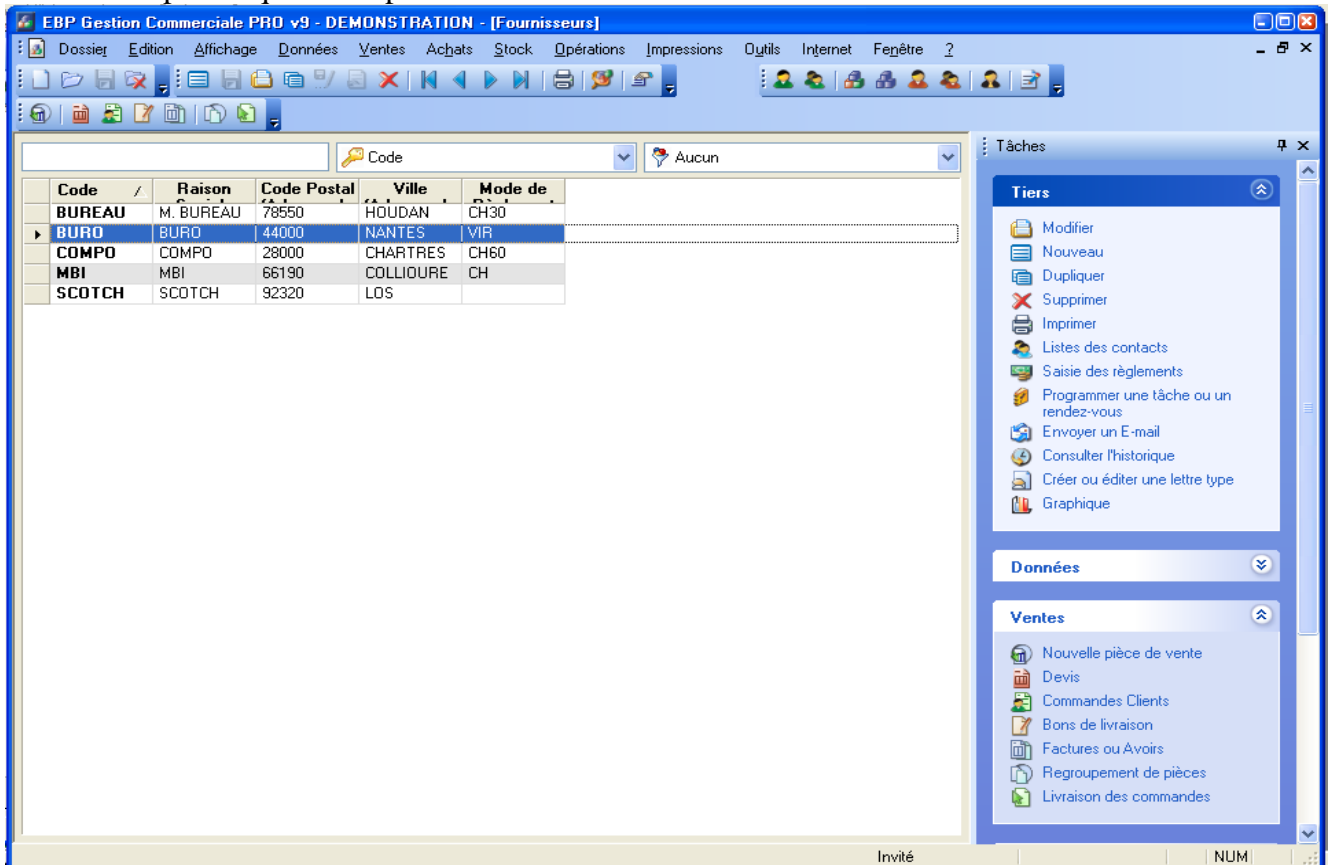 EBP Gestion Commerciale PRO v9 - DEMONSTRATION - [Fournisseurs]
Dossier Edition Affichage Données Ventes Achats Stock Opérations Impressions Outils Internet Fenêtre ?
Code Aucun
Code Raison Code Postal Ville Mode de
BUREAU M. BUREAU 78550 HOUDAN CH30
BURO BURO 44000 NANTES VIR
COMPO COMPO 28000 CHARTRES CH60
MBI MBI 66190 COLLIOURE CH
SCOTCH SCOTCH 92320 LOS
Tâches
Tiers
Modifier
Nouveau
Dupliquer
Supprimer
Imprimer
Listes des contacts
Saisie des règlements
Programmer une tâche ou un
rendez-vous
Envoyer un E-mail
Consulter l'historique
Créer ou éditer une lettre type
Graphique
Données
Ventes
Nouvelle pièce de vente
Devis
Commandes Clients
Bons de livraison
Factures ou Avoirs
Regroupement de pièces
Livraison des commandes
Invité NUM